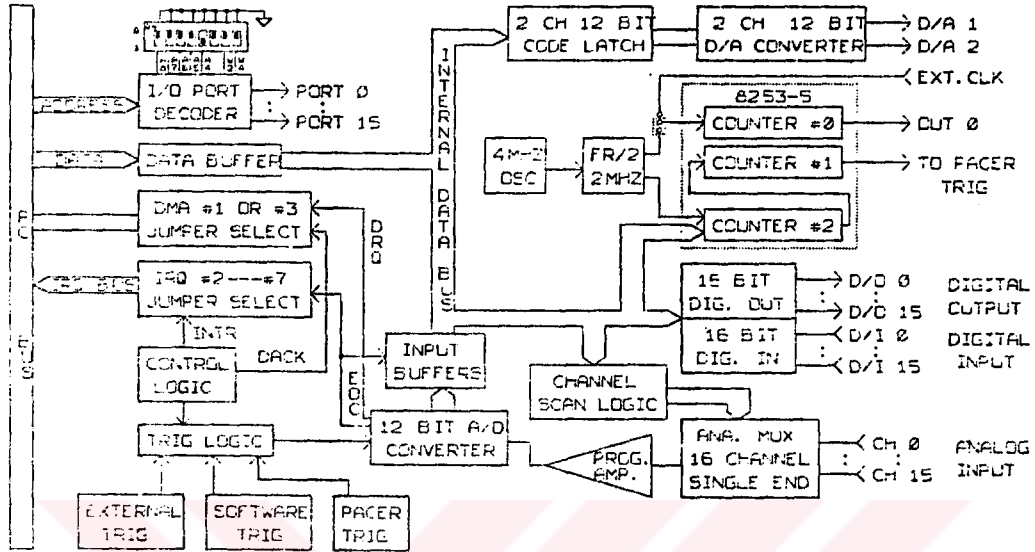 2 CH 12 BIT
CODE LATCH
2 CH 12 BIT
D/A CONVERTER
D/A 1
D/A 2
EXT.CLK
I/O PORT
DECODER
PORT 0
PORT 15
ADDRESS
DATA
DATA BUFFER
INTERNAL DATA BUS
4MHZ
OSC
FR/2
2MHZ
8253-5
COUNTER #0
COUNTER #1
COUNTER #2
OUT 0
TO PACER
TRIG
DMA #1 OR #3
JUMPER SELECT
DRQ
IRQ #2---#7
JUMPER SELECT
PC BUS
INTR
CONTROL
LOGIC
DACK
EOC
INPUT
BUFFERS
16 BIT
DIG. OUT
16 BIT
DIG. IN
D/O 0
D/O 15
D/I 0
D/I 15
DIGITAL
OUTPUT
DIGITAL
INPUT
CHANNEL
SCAN LOGIC
TRIG LOGIC
12 BIT A/D
CONVERTER
PROG.
AMP.
ANA. MUX
16 CHANNEL
SINGLE END
CH 0
CH 15
ANALOG
INPUT
EXTERNAL
TRIG
SOFTWARE
TRIG
PACER
TRIG